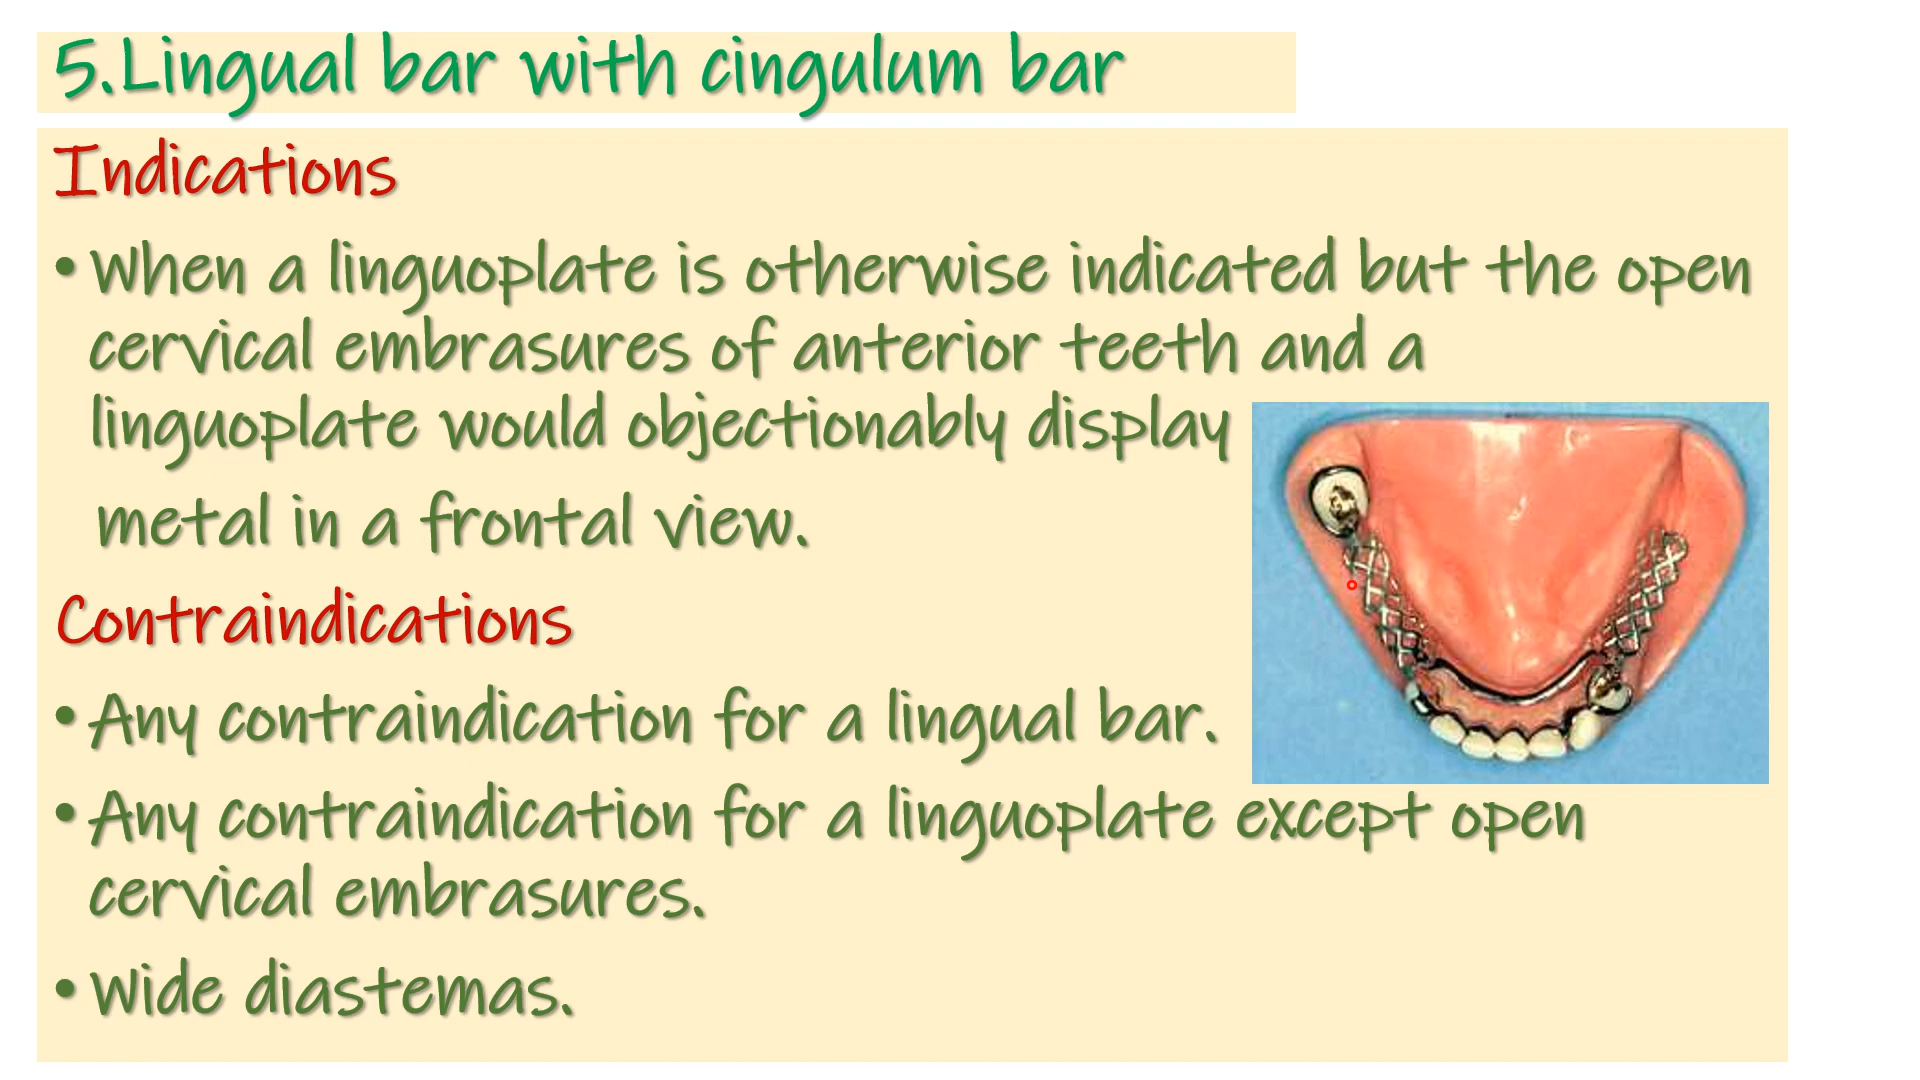 5.Lingual bar with cingulum bar
Indications
• When a linguoplate is otherwise indicated but the open
cervical embrasures of anterior teeth and a
linguoplate would objectionably display
metal in a frontal view.
Contraindications
• Any contraindication for a lingual bar.
• Any contraindication for a linguoplate except open
cervical embrasures.
• Wide diastemas.